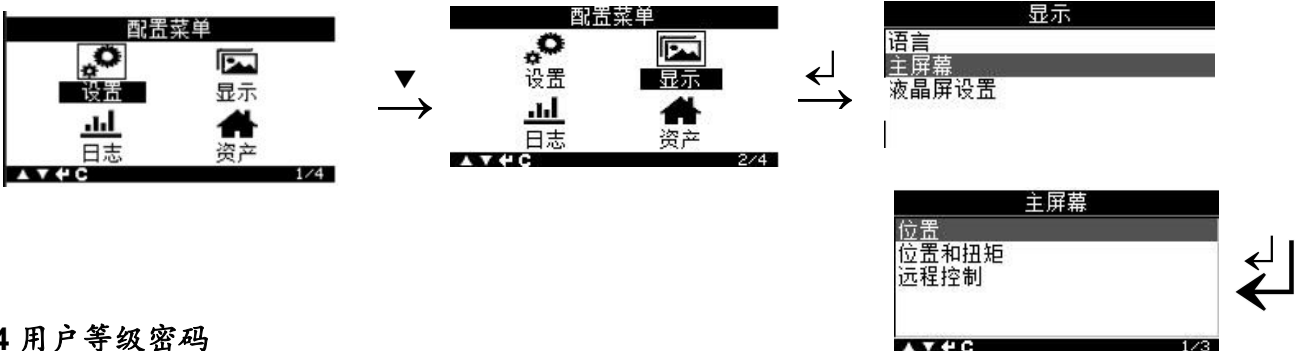 配置菜单
设置 显示
日志 资产
▲▼↵C 1/4
▼
配置菜单
设置 显示
日志 资产
▲▼↵C 2/4
↵
显示
语言
主屏幕
液晶屏设置
主屏幕
位置
位置和扭矩
远程控制
▲▼↵C 1/3
↵
4 用户等级密码